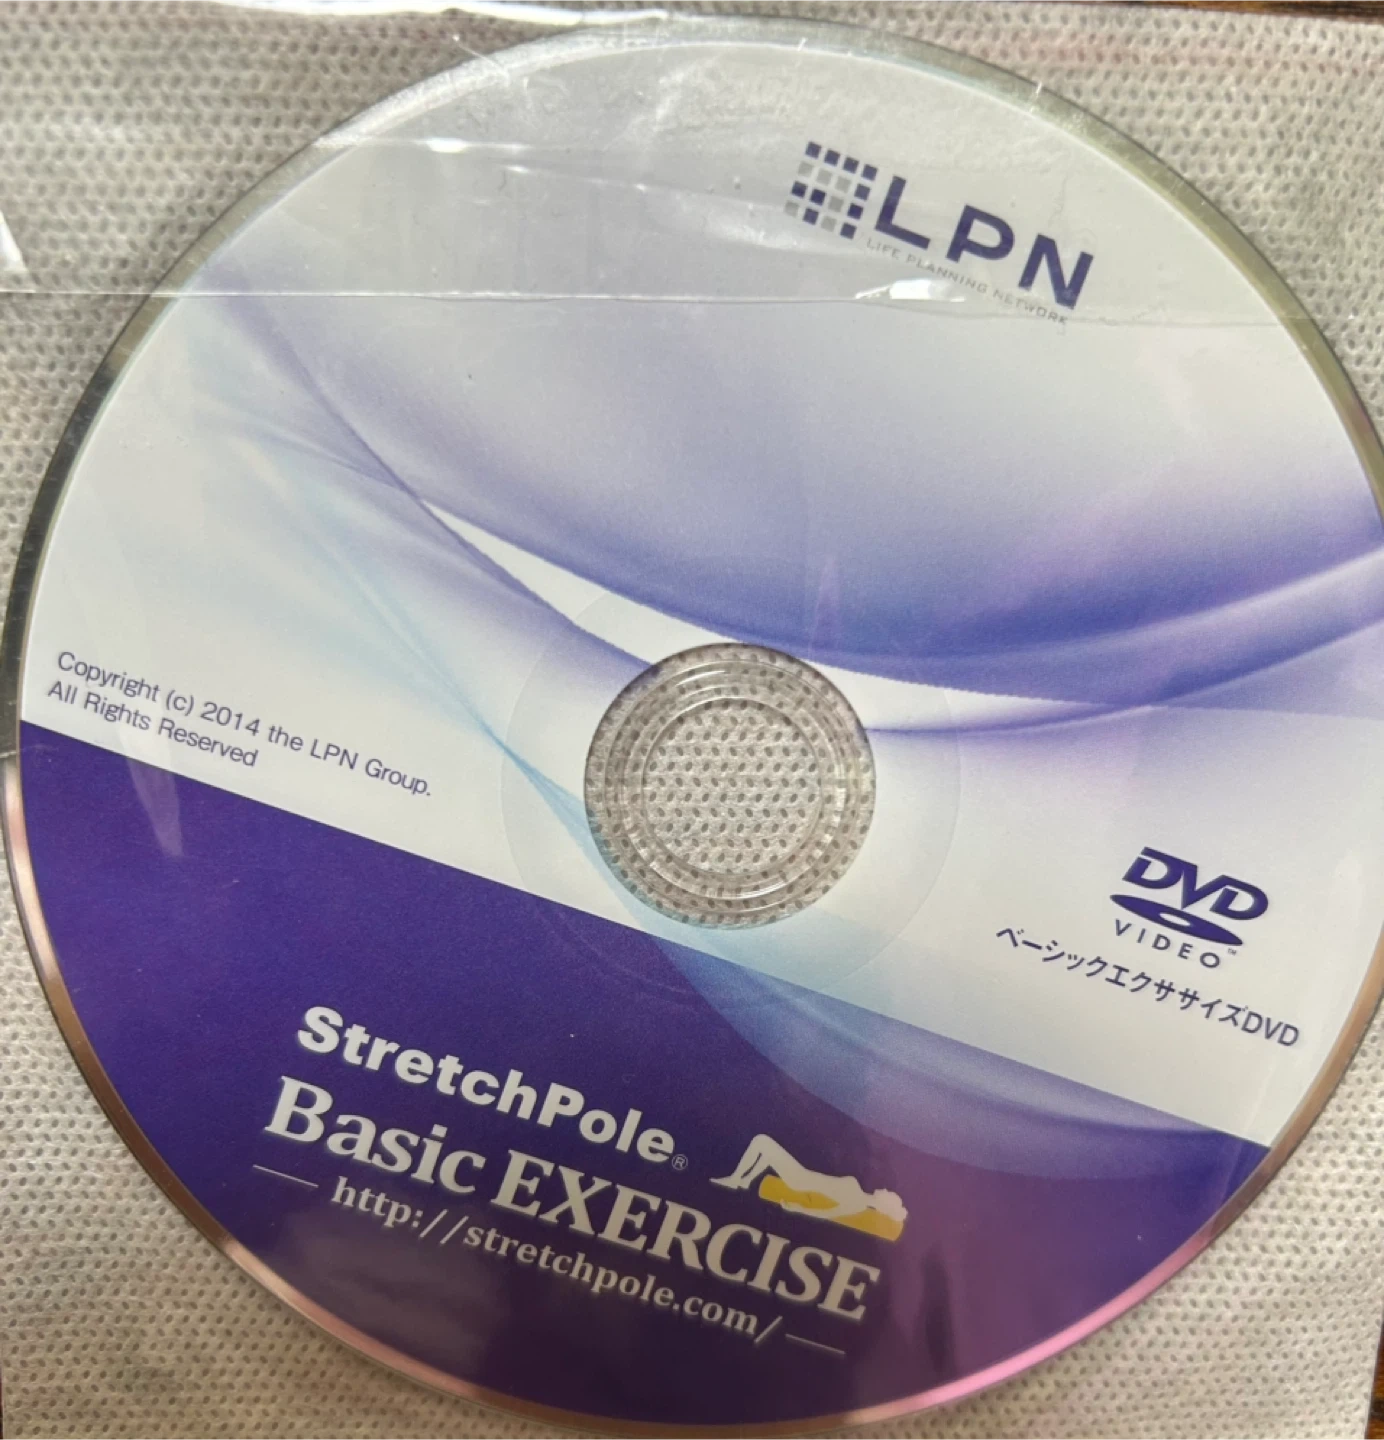 LPN
LIFE PLANNING NETWORK
Copyright (c) 2014 the LPN Group.
All Rights Reserved
DVD
VIDEO™
ベーシックエクササイズDVD
StretchPole®
Basic EXERCISE
http://stretchpole.com/